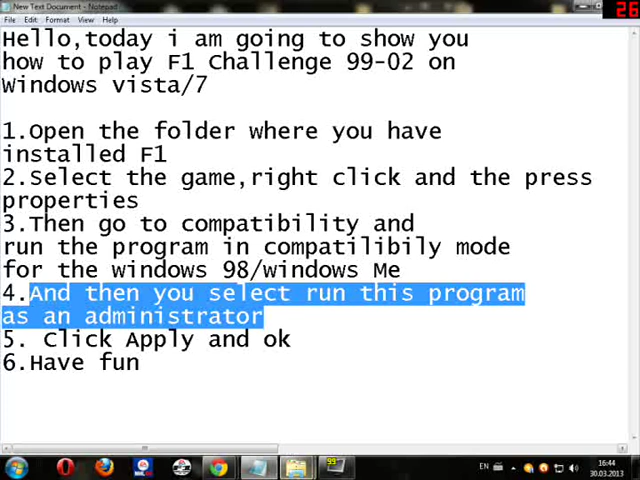 New Text Document - Notepad
26
File Edit Format View Help
Hello,today i am going to show you
how to play F1 Challenge 99-02 on
Windows vista/7
1.Open the folder where you have
installed F1
2.Select the game,right click and the press
properties
3.Then go to compatibility and
run the program in compatilibily mode
for the windows 98/windows Me
4.And then you select run this program
as an administrator
5. Click Apply and ok
6.Have fun
99
EN
16:44
30.03.2013